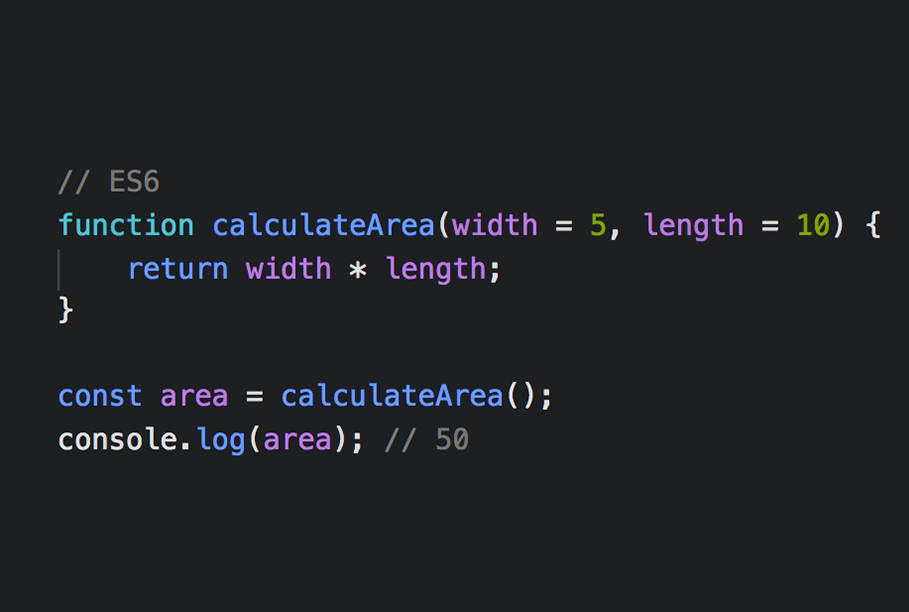 // ES6
function calculateArea(width = 5, length = 10) {
    return width * length;
}
const area = calculateArea();
console.log(area); // 50